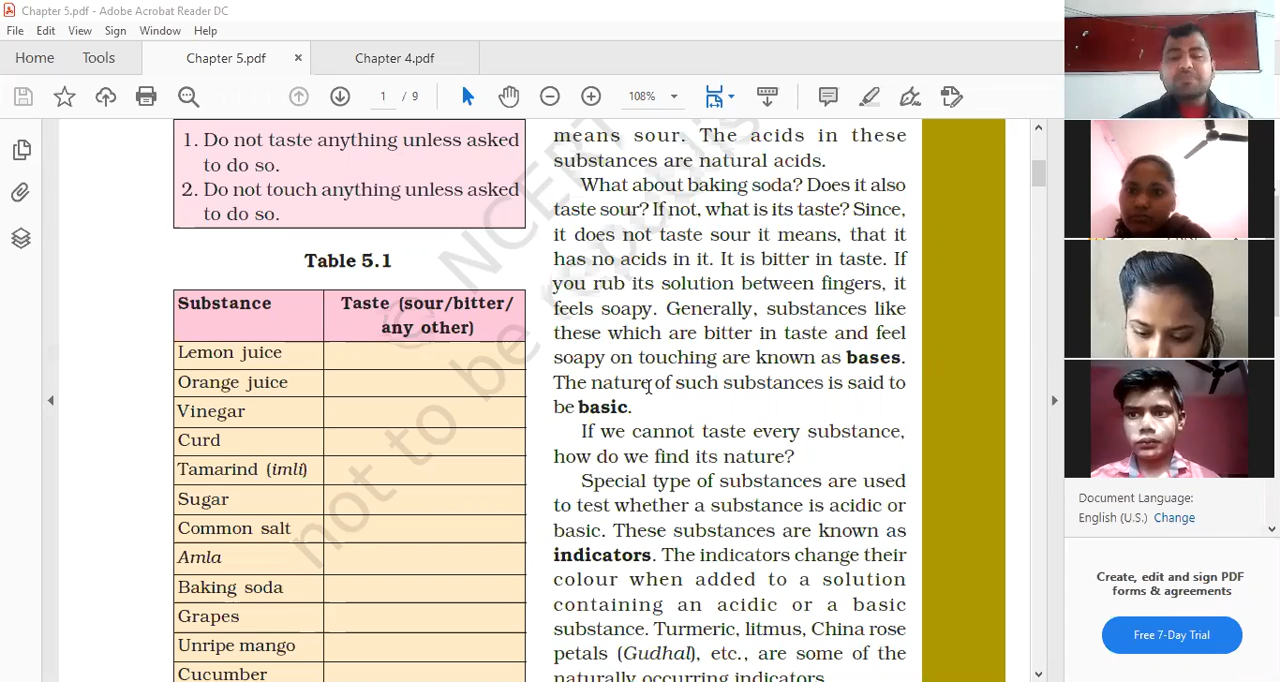 Chapter 5.pdf - Adobe Acrobat Reader DC
File Edit View Sign Window Help
Home Tools Chapter 5.pdf × Chapter 4.pdf
1 / 9 108%
1. Do not taste anything unless asked
to do so.
2. Do not touch anything unless asked
to do so.
Table 5.1
Substance Taste (sour/bitter/
any other)
Lemon juice
Orange juice
Vinegar
Curd
Tamarind (imli)
Sugar
Common salt
Amla
Baking soda
Grapes
Unripe mango
Cucumber
means sour. The acids in these
substances are natural acids.
What about baking soda? Does it also
taste sour? If not, what is its taste? Since,
it does not taste sour it means, that it
has no acids in it. It is bitter in taste. If
you rub its solution between fingers, it
feels soapy. Generally, substances like
these which are bitter in taste and feel
soapy on touching are known as bases.
The nature of such substances is said to
be basic.
If we cannot taste every substance,
how do we find its nature?
Special type of substances are used
to test whether a substance is acidic or
basic. These substances are known as
indicators. The indicators change their
colour when added to a solution
containing an acidic or a basic
substance. Turmeric, litmus, China rose
petals (Gudhal), etc., are some of the
naturally occurring indicators.
© NCERT
not to be republished
Document Language:
English (U.S.) Change
Create, edit and sign PDF
forms & agreements
Free 7-Day Trial